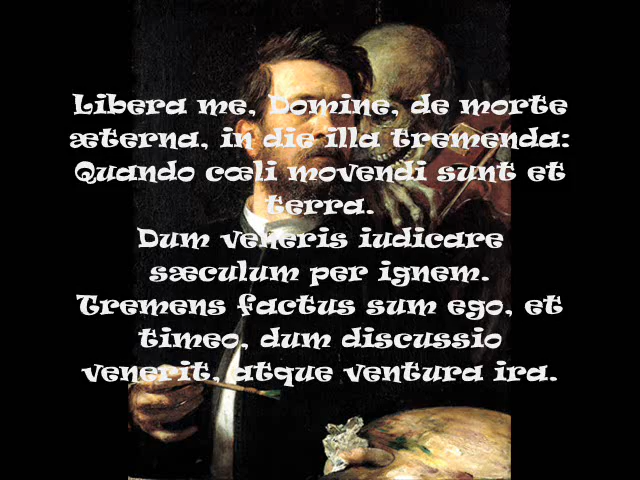 Libera me, Domine, de morte
æterna, in die illa tremenda:
Quando cœli movendi sunt et
terra.
Dum veneris iudicare
sæculum per ignem.
Tremens factus sum ego, et
timeo, dum discussio
venerit, atque ventura ira.